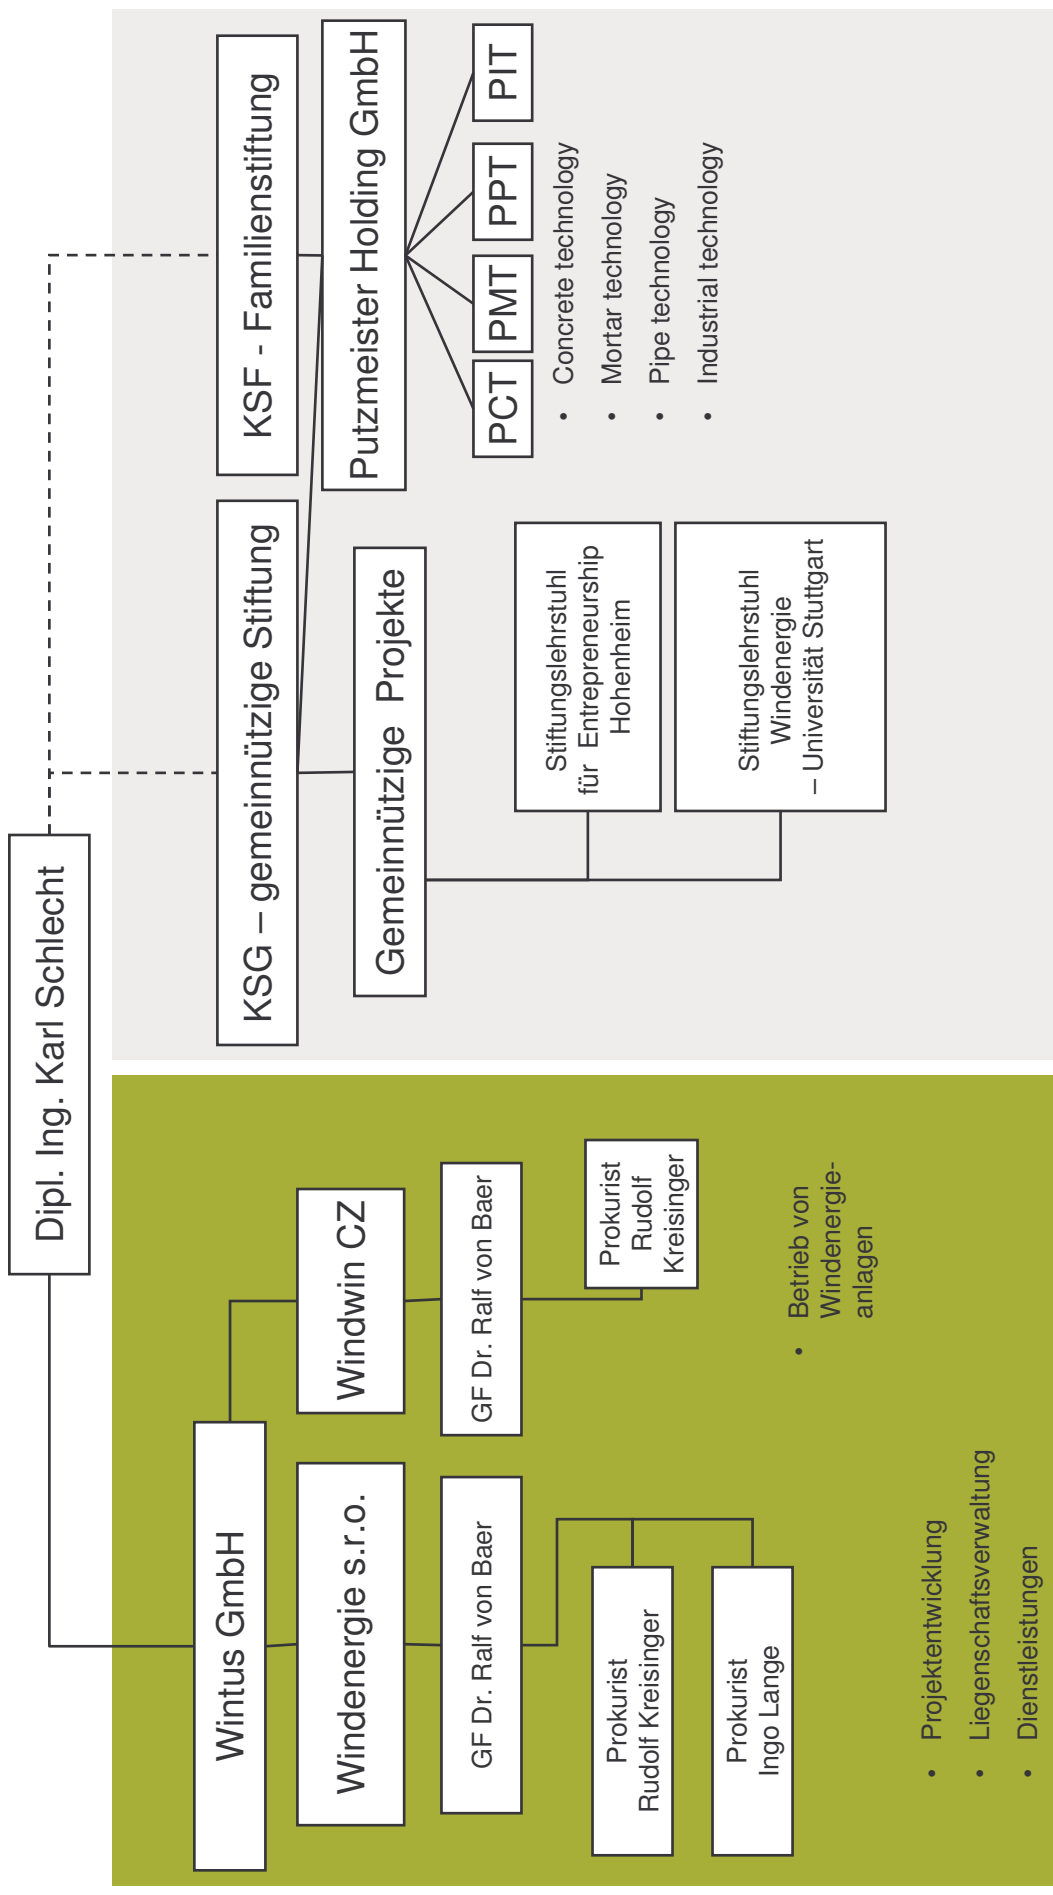 Dipl. Ing. Karl Schlecht
Wintus GmbH
Windenergie s.r.o.
GF Dr. Ralf von Baer
Prokurist
Rudolf Kreisinger
Prokurist
Ingo Lange
• Projektentwicklung
• Liegenschaftsverwaltung
• Dienstleistungen
Windwin CZ
GF Dr. Ralf von Baer
Prokurist
Rudolf
Kreisinger
• Betrieb von
Windenergie-
anlagen
KSG – gemeinnützige Stiftung
Gemeinnützige Projekte
Stiftungslehrstuhl
für Entrepreneurship
Hohenheim
Stiftungslehrstuhl
Windenergie
– Universität Stuttgart
KSF - Familienstiftung
Putzmeister Holding GmbH
PCT
PMT
PPT
PIT
• Concrete technology
• Mortar technology
• Pipe technology
• Industrial technology